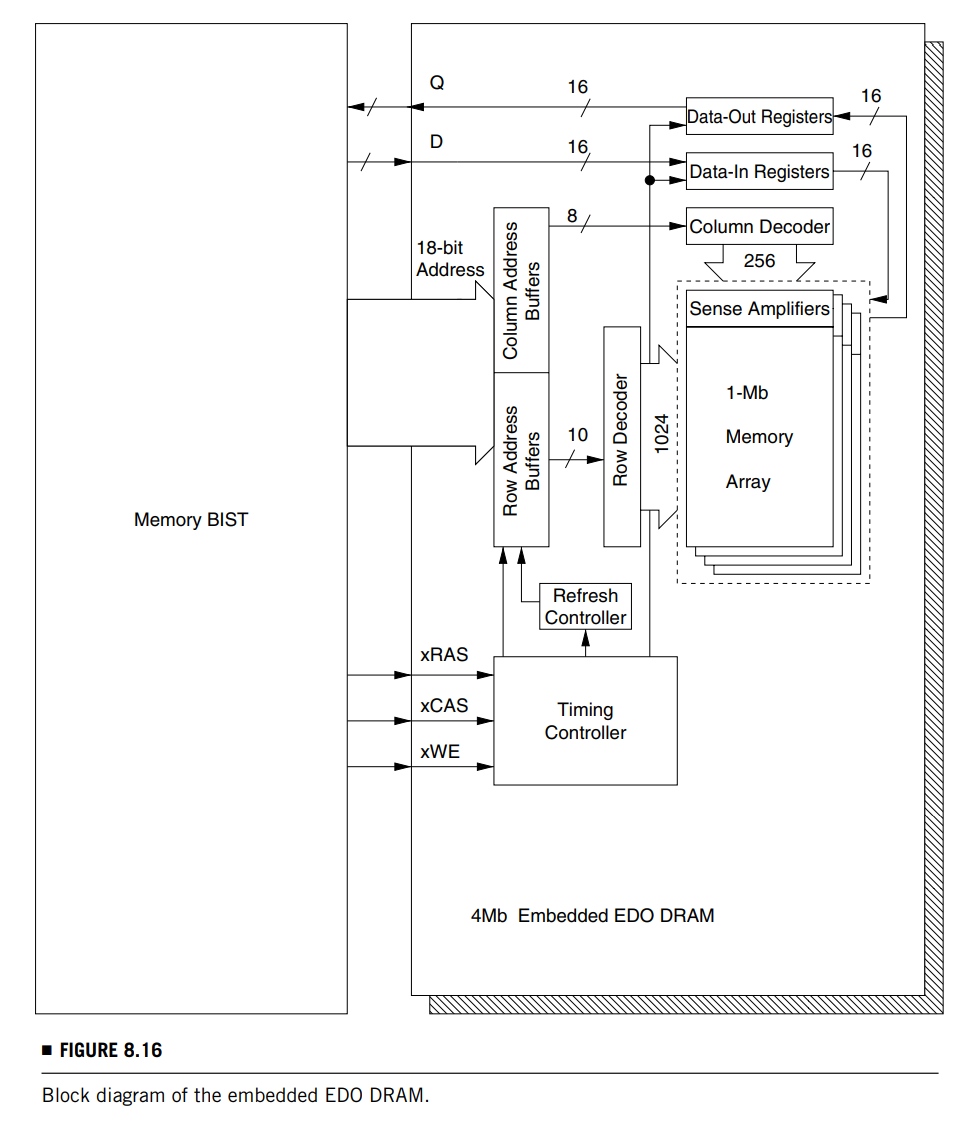 Q
16
Data-Out Registers
16
D
16
Data-In Registers
16
18-bit
Address
Column Address
Buffers
8
Column Decoder
256
Sense Amplifiers
Row Address
Buffers
10
Row Decoder
1024
1-Mb
Memory
Array
Memory BIST
Refresh
Controller
xRAS
xCAS
xWE
Timing
Controller
4Mb Embedded EDO DRAM
■ FIGURE 8.16
Block diagram of the embedded EDO DRAM.